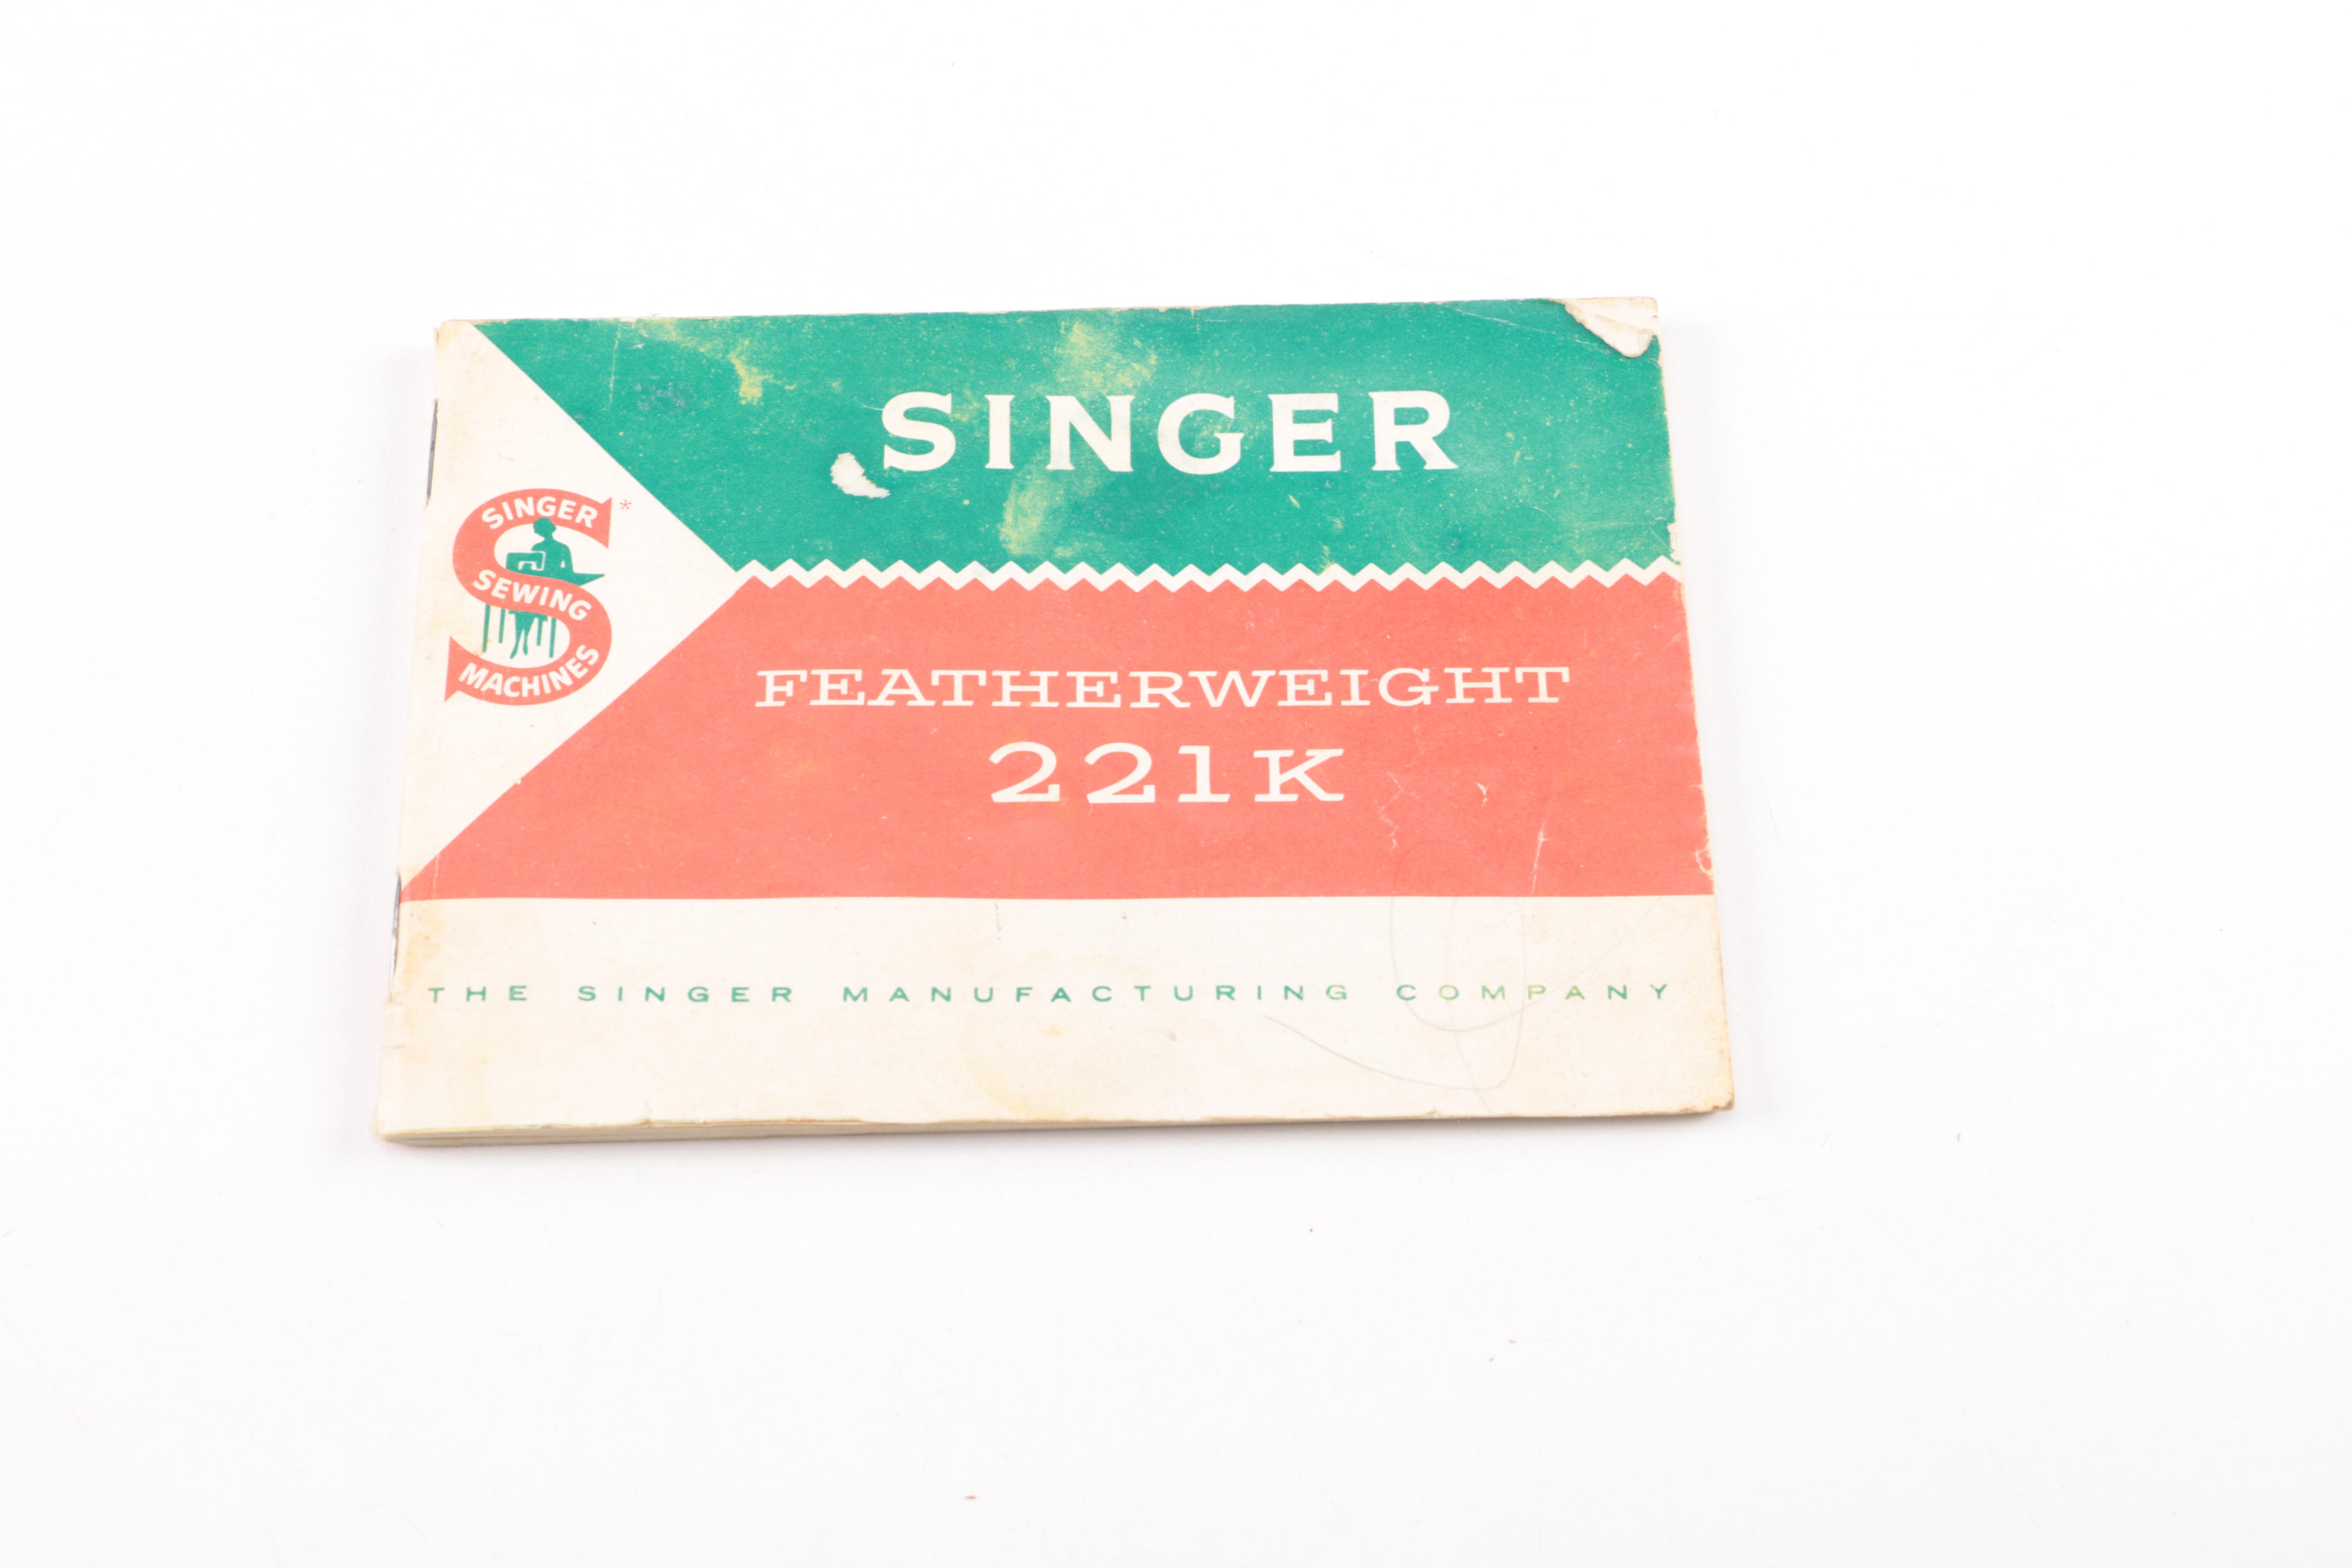 SINGER
SINGER*
SEWING
MACHINES
FEATHERWEIGHT
221K
THE SINGER MANUFACTURING COMPANY